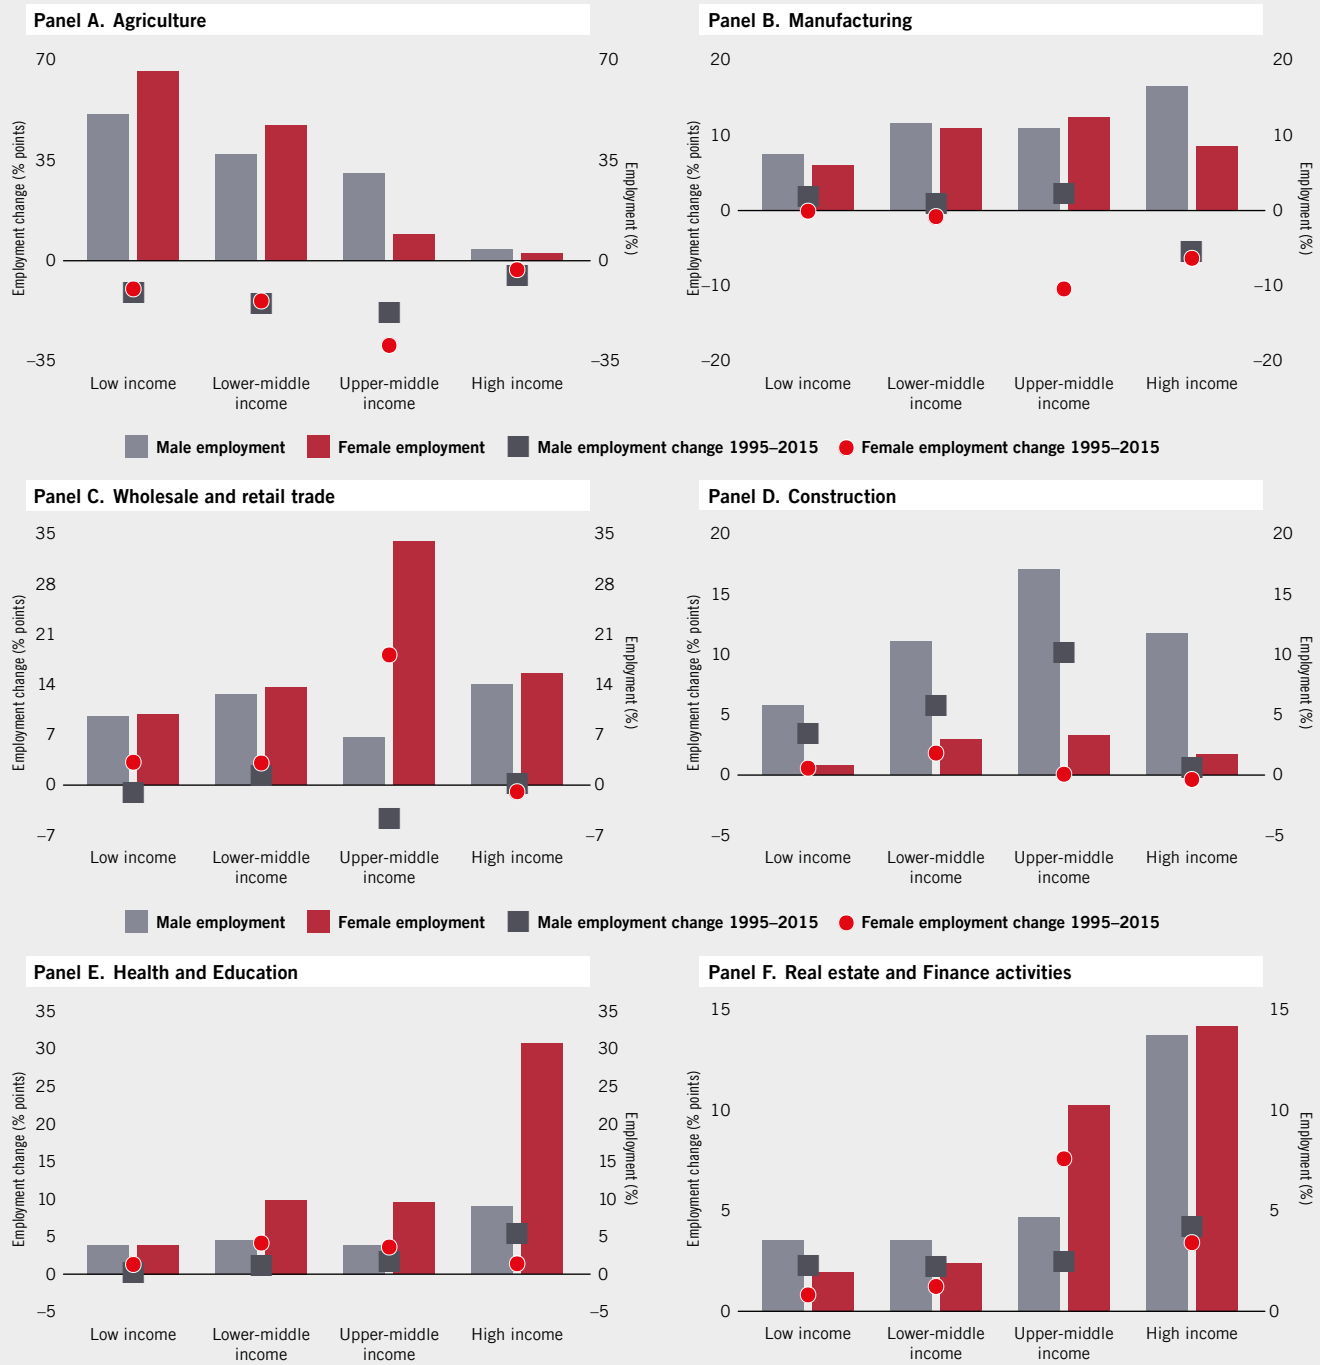 Panel A. Agriculture
70
35
0
–35
Employment change (% points)
70
35
0
–35
Employment (%)
Low income
Lower-middle
income
Upper-middle
income
High income
Panel B. Manufacturing
20
10
0
–10
–20
Employment change (% points)
20
10
0
–10
–20
Employment (%)
Low income
Lower-middle
income
Upper-middle
income
High income
Male employment Female employment Male employment change 1995–2015 Female employment change 1995–2015
Panel C. Wholesale and retail trade
35
28
21
14
7
0
–7
Employment change (% points)
35
28
21
14
7
0
–7
Employment (%)
Low income
Lower-middle
income
Upper-middle
income
High income
Panel D. Construction
20
15
10
5
0
–5
Employment change (% points)
20
15
10
5
0
–5
Employment (%)
Low income
Lower-middle
income
Upper-middle
income
High income
Male employment Female employment Male employment change 1995–2015 Female employment change 1995–2015
Panel E. Health and Education
35
30
25
20
15
10
5
0
–5
Employment change (% points)
35
30
25
20
15
10
5
0
–5
Employment (%)
Low income
Lower-middle
income
Upper-middle
income
High income
Panel F. Real estate and Finance activities
15
10
5
0
Employment change (% points)
15
10
5
0
Employment (%)
Low income
Lower-middle
income
Upper-middle
income
High income